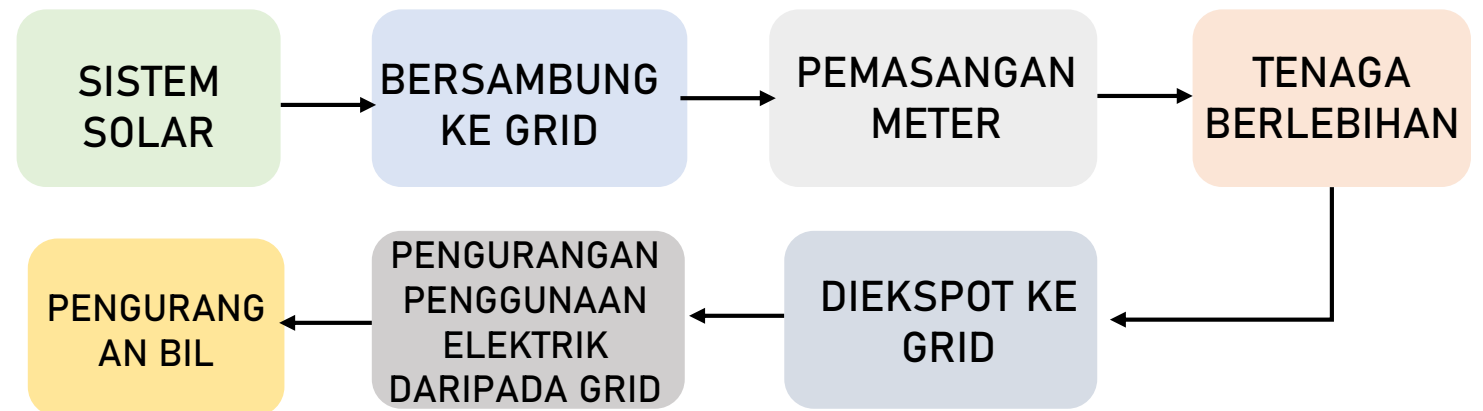 SISTEM
SOLAR
BERSAMBUNG
KE GRID
PEMASANGAN
METER
TENAGA
BERLEBIHAN
DIEKSPOT KE
GRID
PENGURANGAN
PENGGUNAAN
ELEKTRIK
DARIPADA GRID
PENGURANG
AN BIL